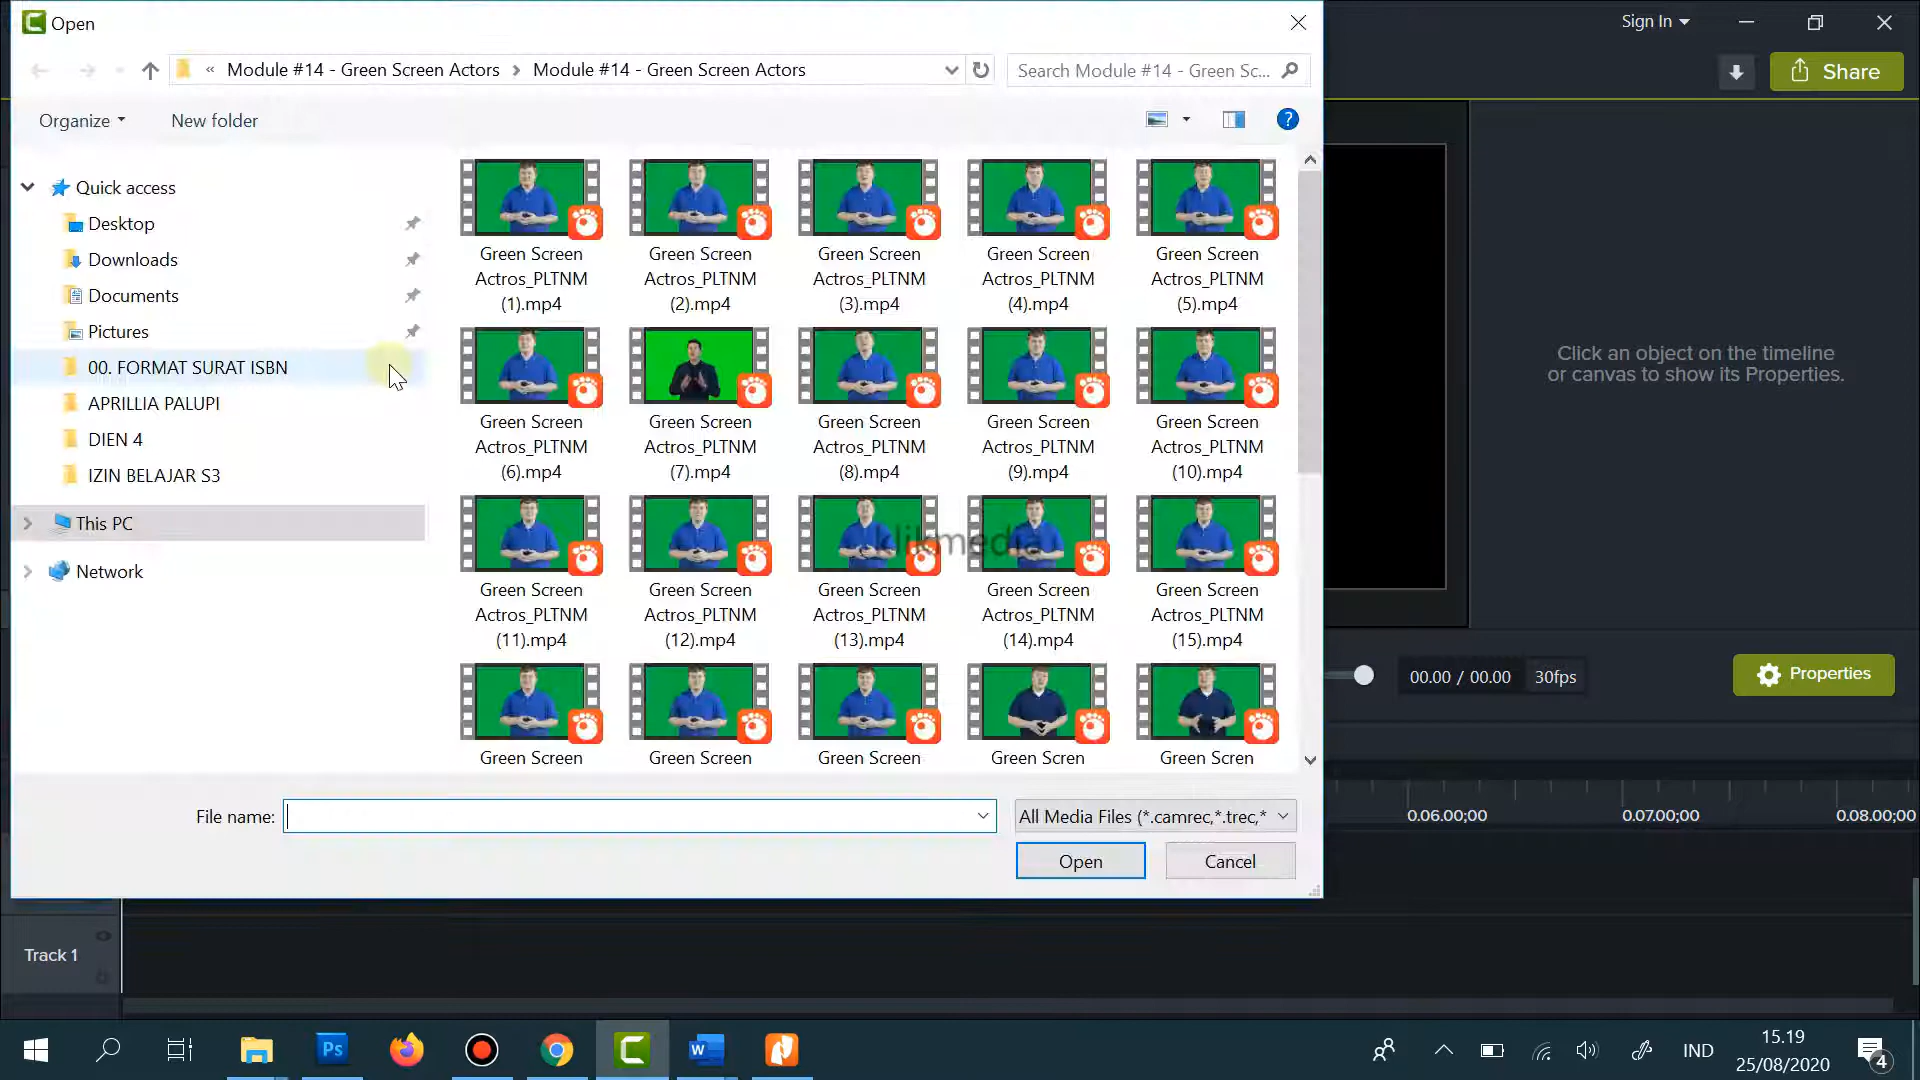 Open
Sign In
« Module #14 - Green Screen Actors > Module #14 - Green Screen Actors
Search Module #14 - Green Sc...
Share
Organize
New folder
Quick access
Desktop
Downloads
Documents
Pictures
00. FORMAT SURAT ISBN
APRILLIA PALUPI
DIEN 4
IZIN BELAJAR S3
This PC
Network
Green Screen
Actros_PLTNM
(1).mp4
Green Screen
Actros_PLTNM
(2).mp4
Green Screen
Actros_PLTNM
(3).mp4
Green Screen
Actros_PLTNM
(4).mp4
Green Screen
Actros_PLTNM
(5).mp4
Green Screen
Actros_PLTNM
(6).mp4
Green Screen
Actros_PLTNM
(7).mp4
Green Screen
Actros_PLTNM
(8).mp4
Green Screen
Actros_PLTNM
(9).mp4
Green Screen
Actros_PLTNM
(10).mp4
klikmedia
Green Screen
Actros_PLTNM
(11).mp4
Green Screen
Actros_PLTNM
(12).mp4
Green Screen
Actros_PLTNM
(13).mp4
Green Screen
Actros_PLTNM
(14).mp4
Green Screen
Actros_PLTNM
(15).mp4
Green Screen
Green Screen
Green Screen
Green Scren
Green Scren
Click an object on the timeline
or canvas to show its Properties.
00.00 / 00.00
30fps
Properties
File name:
All Media Files (*.camrec,*.trec,*
Open
Cancel
0.06.00;00
0.07.00;00
0.08.00;00
Track 1
Ps
W
IND
15.19
25/08/2020
4